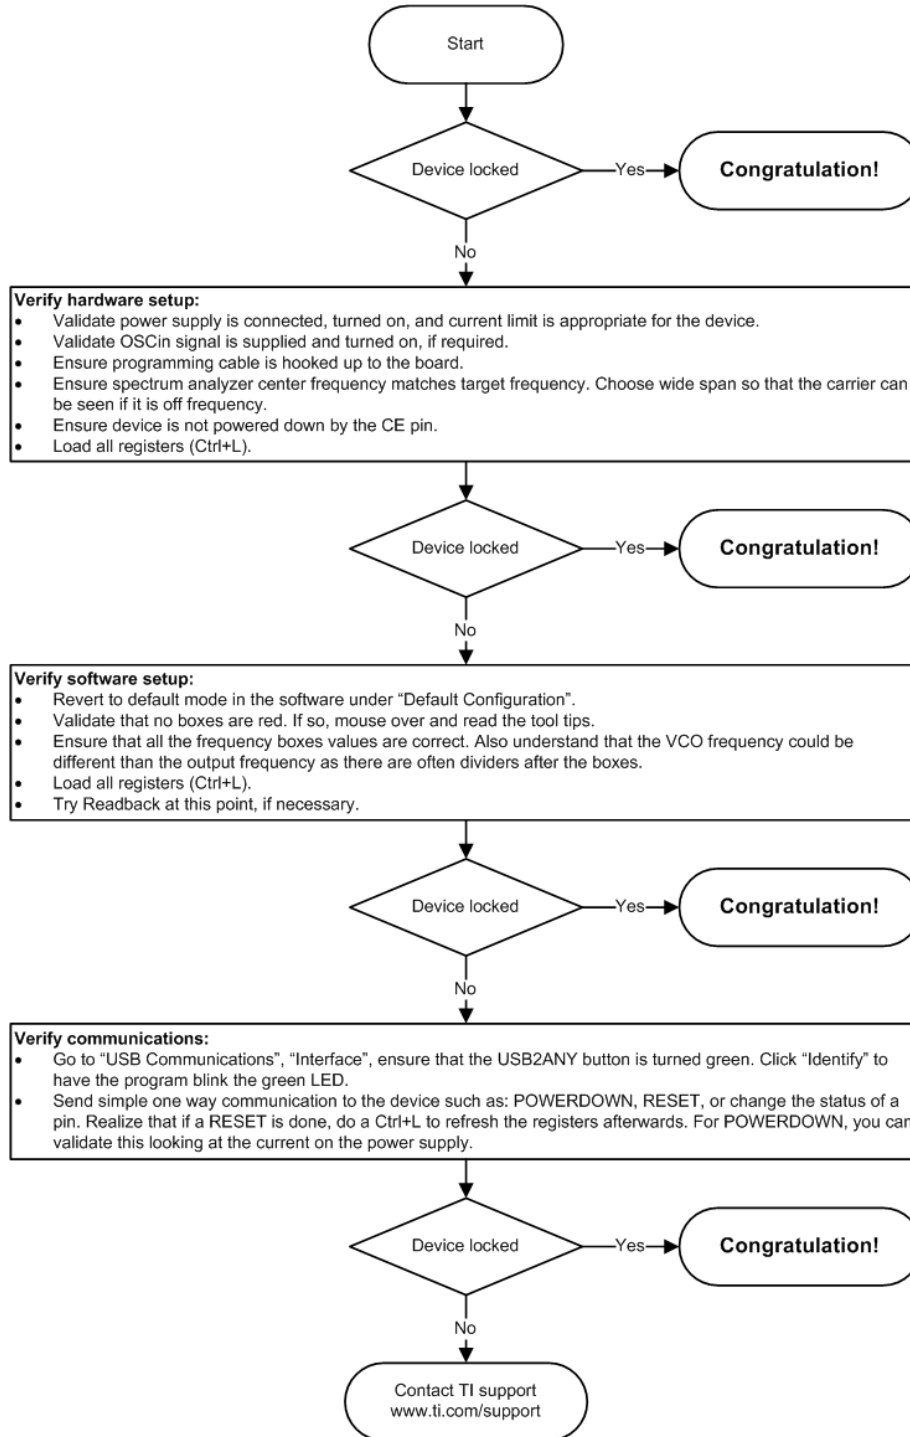 Start
Device locked
Yes
Congratulation!
No
Verify hardware setup:
• Validate power supply is connected, turned on, and current limit is appropriate for the device.
• Validate OSCin signal is supplied and turned on, if required.
• Ensure programming cable is hooked up to the board.
• Ensure spectrum analyzer center frequency matches target frequency. Choose wide span so that the carrier can
be seen if it is off frequency.
• Ensure device is not powered down by the CE pin.
• Load all registers (Ctrl+L).
Device locked
Yes
Congratulation!
No
Verify software setup:
• Revert to default mode in the software under “Default Configuration”.
• Validate that no boxes are red. If so, mouse over and read the tool tips.
• Ensure that all the frequency boxes values are correct. Also understand that the VCO frequency could be
different than the output frequency as there are often dividers after the boxes.
• Load all registers (Ctrl+L).
• Try Readback at this point, if necessary.
Device locked
Yes
Congratulation!
No
Verify communications:
• Go to “USB Communications”, “Interface”, ensure that the USB2ANY button is turned green. Click “Identify” to
have the program blink the green LED.
• Send simple one way communication to the device such as: POWERDOWN, RESET, or change the status of a
pin. Realize that if a RESET is done, do a Ctrl+L to refresh the registers afterwards. For POWERDOWN, you can
validate this looking at the current on the power supply.
Device locked
Yes
Congratulation!
No
Contact TI support
www.ti.com/support